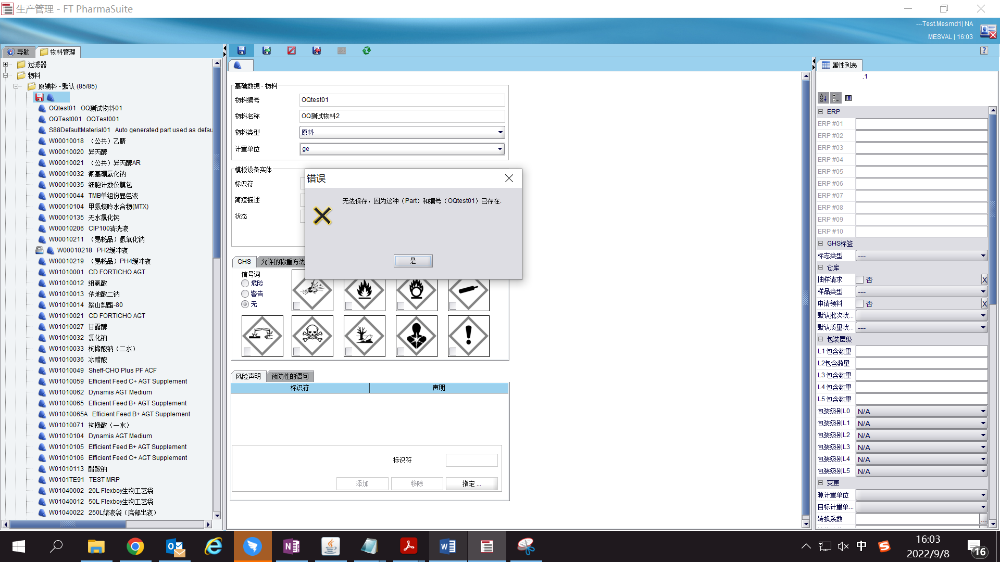 生产管理 - FT PharmaSuite
---Test.Mesmd1| NA
MESVAL | 16:03
导航
物料管理
过滤器
物料
原辅料 - 默认 (85/85)
OQtest01 OQ测试物料01
OQTest001 OQTest001
S88DefaultMaterial01 Auto generated part used as defau
W00010018 （公共）乙腈
W00010020 异丙醇
W00010021 （公共）异丙醇AR
W00010032 氰基硼氢化钠
W00010035 细胞计数仪膜包
W00010044 TMB单组份显色液
W00010104 甲氨蝶呤水合物(MTX)
W00010135 无水氯化钙
W00010206 CIP100清洗液
W00010211 （易耗品）氢氧化钠
W00010218 PH2缓冲液
W00010219 （易耗品）PH4缓冲液
W01010001 CD FORTICHO AGT
W01010012 组氨酸
W01010013 依地酸二钠
W01010014 聚山梨酯-80
W01010021 CD FORTICHO AGT
W01010027 甘露醇
W01010032 氯化钠
W01010033 枸橼酸钠（二水）
W01010036 冰醋酸
W01010049 Sheff-CHO Plus PF ACF
W01010059 Efficient Feed C+ AGT Supplement
W01010062 Dynamis AGT Medium
W01010065 Efficient Feed B+ AGT Supplement
W01010065A Efficient Feed B+ AGT Supplement
W01010071 枸橼酸（一水）
W01010104 Dynamis AGT Medium
W01010105 Efficient Feed B+ AGT Supplement
W01010106 Efficient Feed C+ AGT Supplement
W01010113 醋酸钠
W0101TE91 TEST MRP
W01040002 20L Flexboy生物工艺袋
W01040012 50L Flexboy生物工艺袋
W01040022 250L储液袋（底部出液）
基础数据 - 物料
物料编号 OQtest01
物料名称 OQ测试物料2
物料类型 原料
计量单位 ge
模板设备实体
标识符
简短描述
状态
错误
无法保存，因为这种（Part）和编号（OQtest01）已存在.
是
GHS
允许的称重方法
信号词
危险
警告
无
风险声明
预防性的语句
标识符 声明
标识符
添加 移除 指定 ...
?
属性列表
.1
ERP
ERP #01
ERP #02
ERP #03
ERP #04
ERP #05
ERP #06
ERP #07
ERP #08
ERP #09
ERP #10
GHS标签
标志类型 ---
仓库
抽样请求 否 X
样品类型 ---
申请领料 否 X
默认批次状...
默认质量状... ---
包装层级
L1 包含数量
L2包含数量
L3 包含数量
L4 包含数量
L5 包含数量
包装级别L0 N/A
包装级别L1 N/A
包装级别L2 N/A
包装级别L3 N/A
包装级别L4 N/A
包装级别L5 N/A
变更
源计量单位
目标计量单...
转换系数 ...
中
16:03
2022/9/8
16